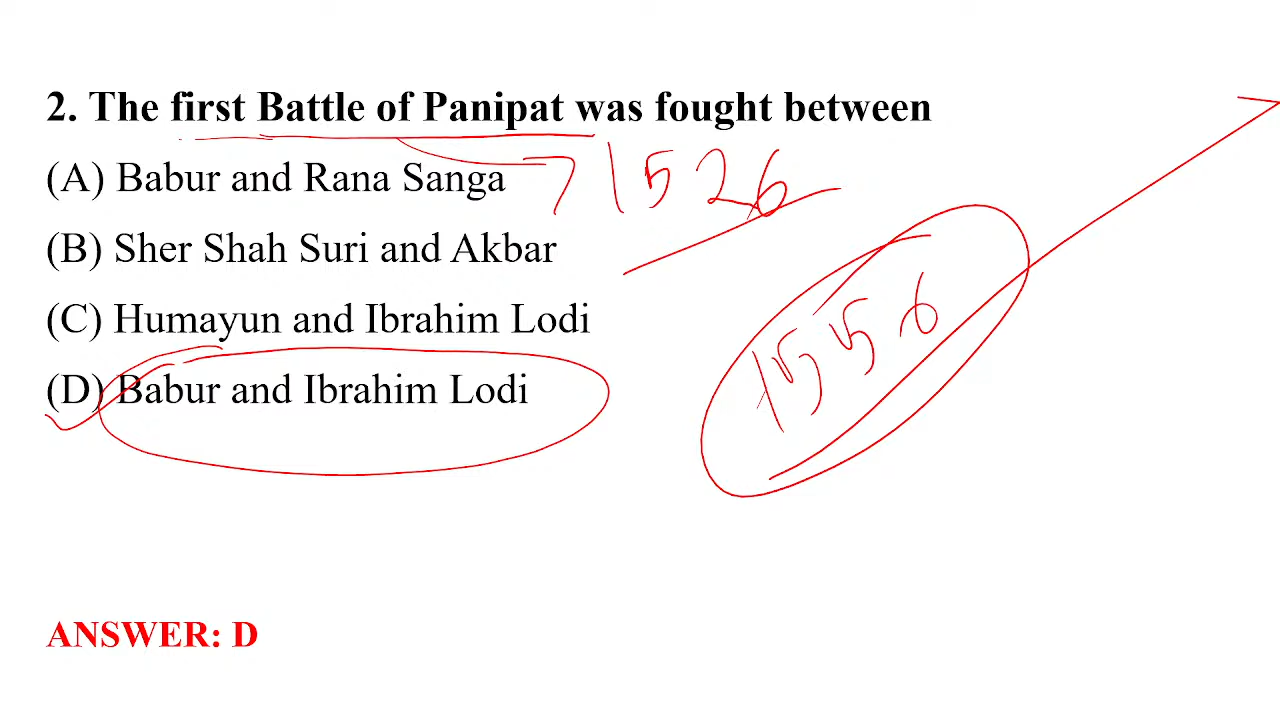 2. The first Battle of Panipat was fought between
(A) Babur and Rana Sanga
1526
(B) Sher Shah Suri and Akbar
(C) Humayun and Ibrahim Lodi
1556
(D) Babur and Ibrahim Lodi
ANSWER: D